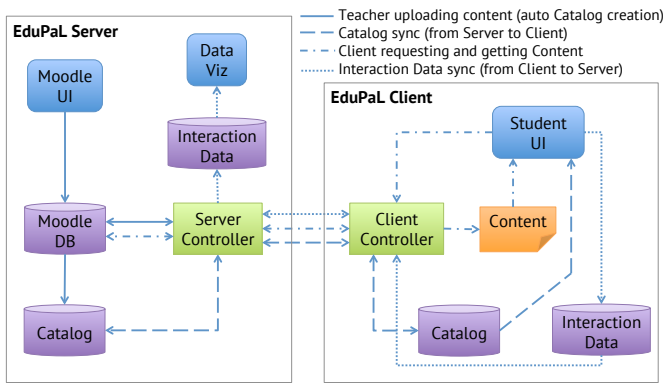 Teacher uploading content (auto Catalog creation)
Catalog sync (from Server to Client)
Client requesting and getting Content
Interaction Data sync (from Client to Server)
EduPaL Server
Moodle
UI
Data
Viz
Interaction
Data
Moodle
DB
Server
Controller
Catalog
EduPaL Client
Student
UI
Client
Controller
Content
Catalog
Interaction
Data